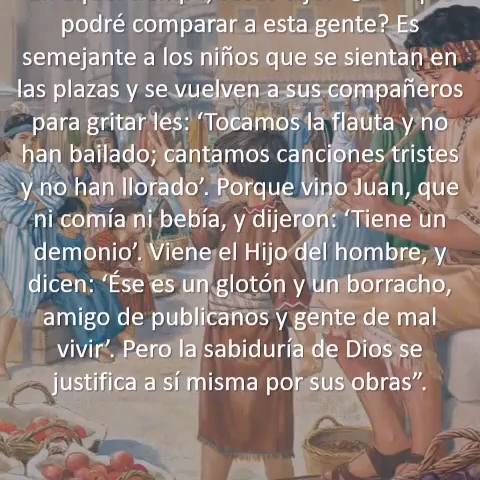 podré comparar a esta gente? Es
semejante a los niños que se sientan en
las plazas y se vuelven a sus compañeros
para gritar les: ‘Tocamos la flauta y no
han bailado; cantamos canciones tristes
y no han llorado’. Porque vino Juan, que
ni comía ni bebía, y dijeron: ‘Tiene un
demonio’. Viene el Hijo del hombre, y
dicen: ‘Ése es un glotón y un borracho,
amigo de publicanos y gente de mal
vivir’. Pero la sabiduría de Dios se
justifica a sí misma por sus obras”.